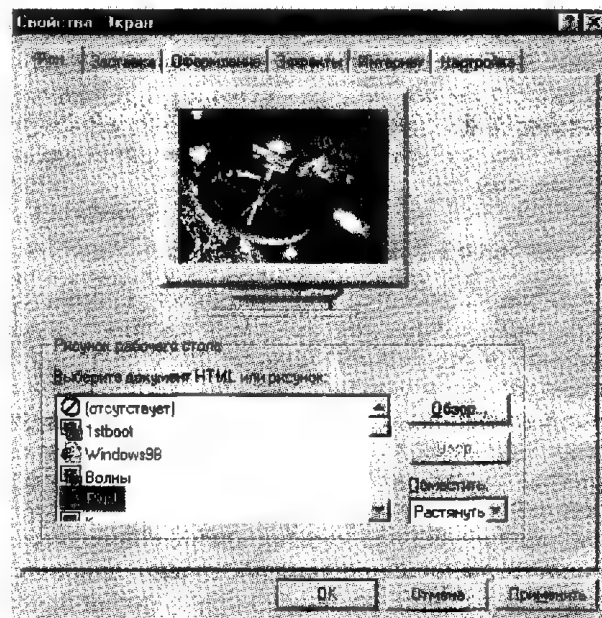 Свойства Экран
Фон Заставка Оформление Эффекты Интернет Настройка
Рисунок рабочего стола
Выберите документ HTML или рисунок:
(отсутствует)
1stboot
Обзор...
Windows98
Волны
Поместить:
Растянуть
OK Отмена Применить